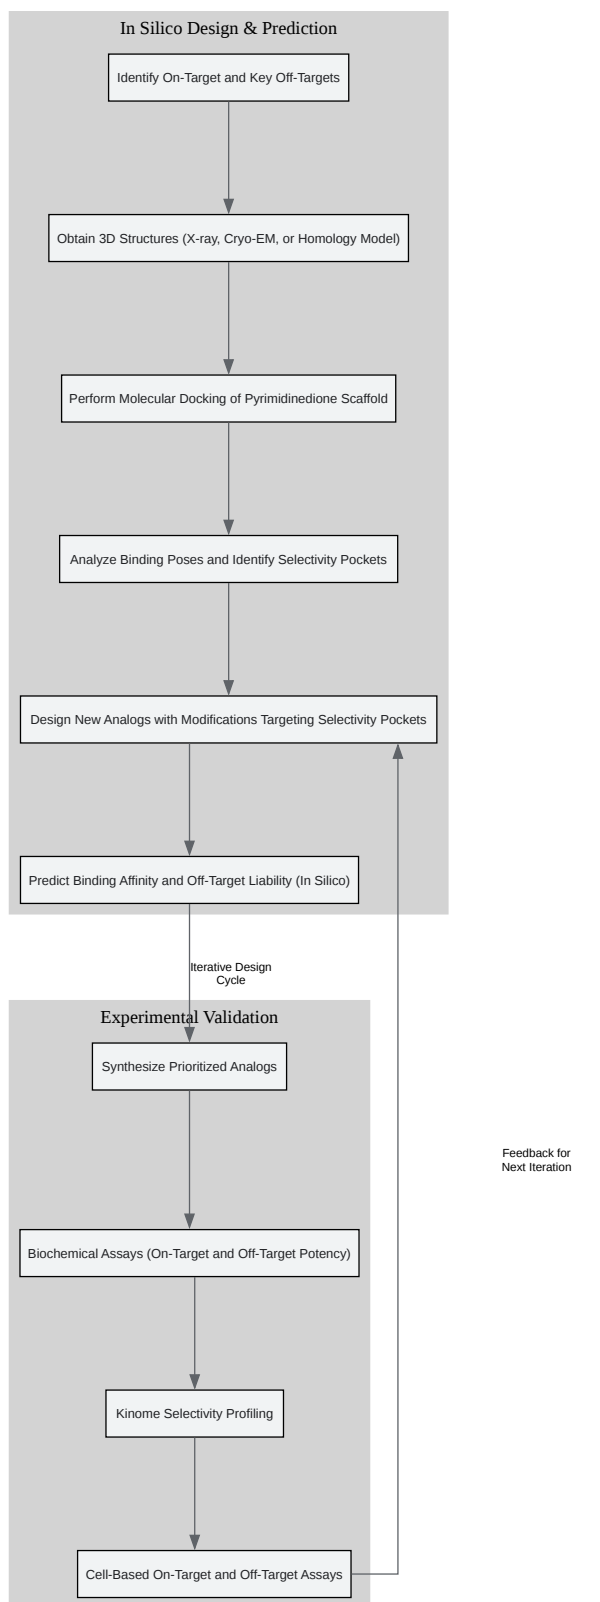 In Silico Design & Prediction
Identify On-Target and Key Off-Targets
Obtain 3D Structures (X-ray, Cryo-EM, or Homology Model)
Perform Molecular Docking of Pyrimidinedione Scaffold
Analyze Binding Poses and Identify Selectivity Pockets
Design New Analogs with Modifications Targeting Selectivity Pockets
Predict Binding Affinity and Off-Target Liability (In Silico)
Iterative Design
Cycle
Experimental Validation
Synthesize Prioritized Analogs
Feedback for
Next Iteration
Biochemical Assays (On-Target and Off-Target Potency)
Kinome Selectivity Profiling
Cell-Based On-Target and Off-Target Assays